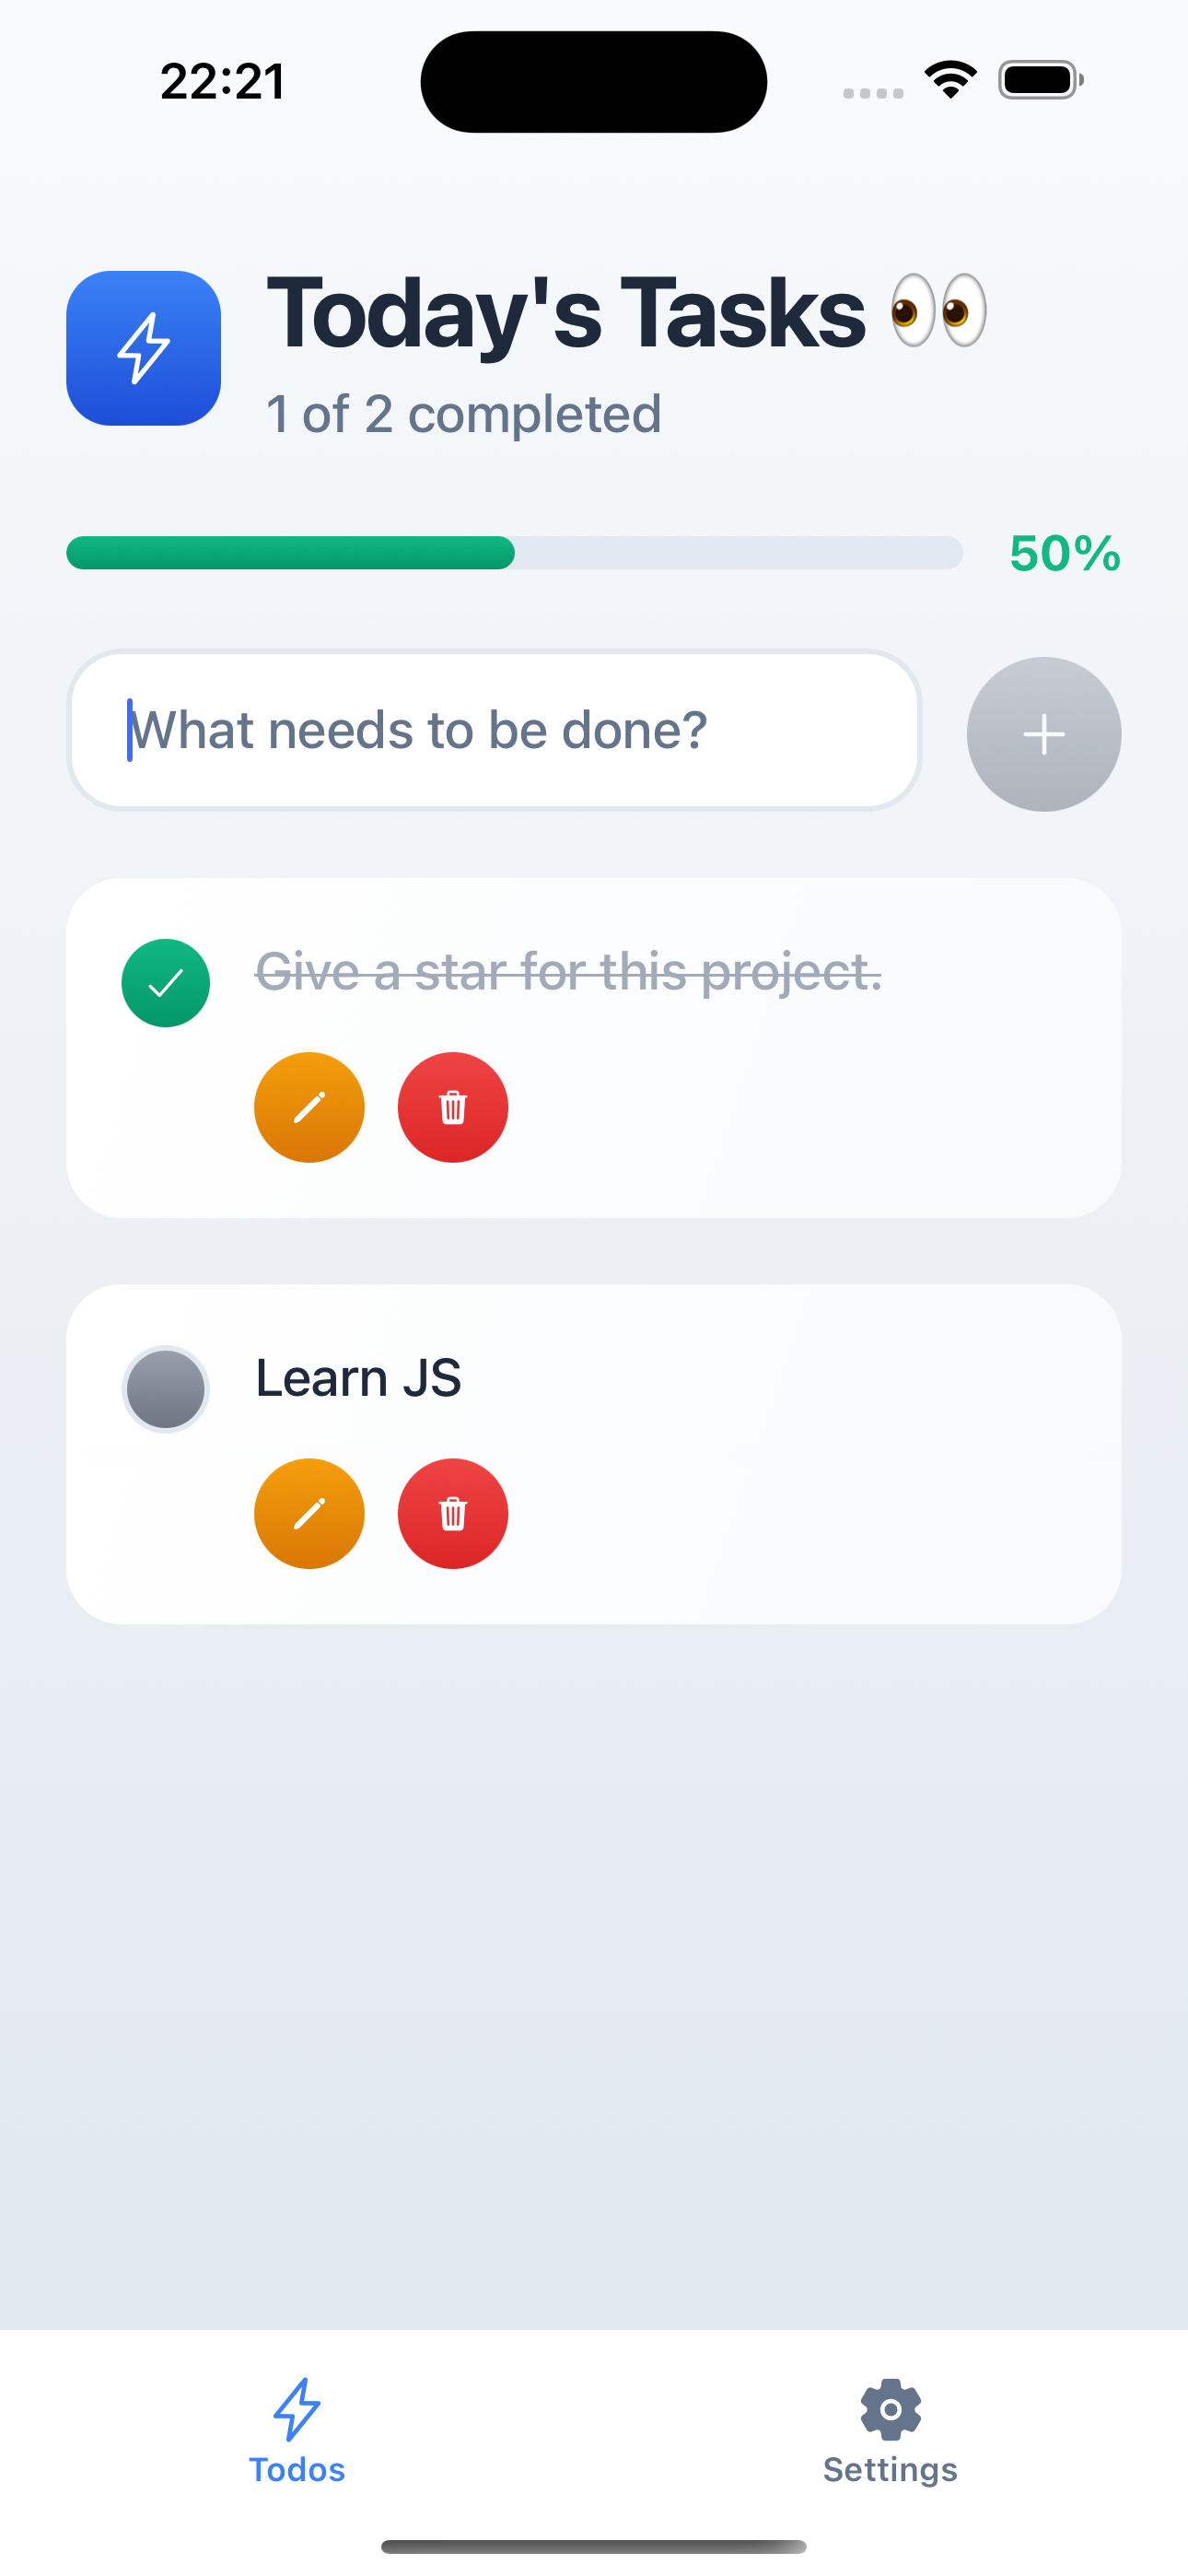 22:21
Today's Tasks 👀
1 of 2 completed
50%
What needs to be done?
Give a star for this project.
Learn JS
Todos
Settings